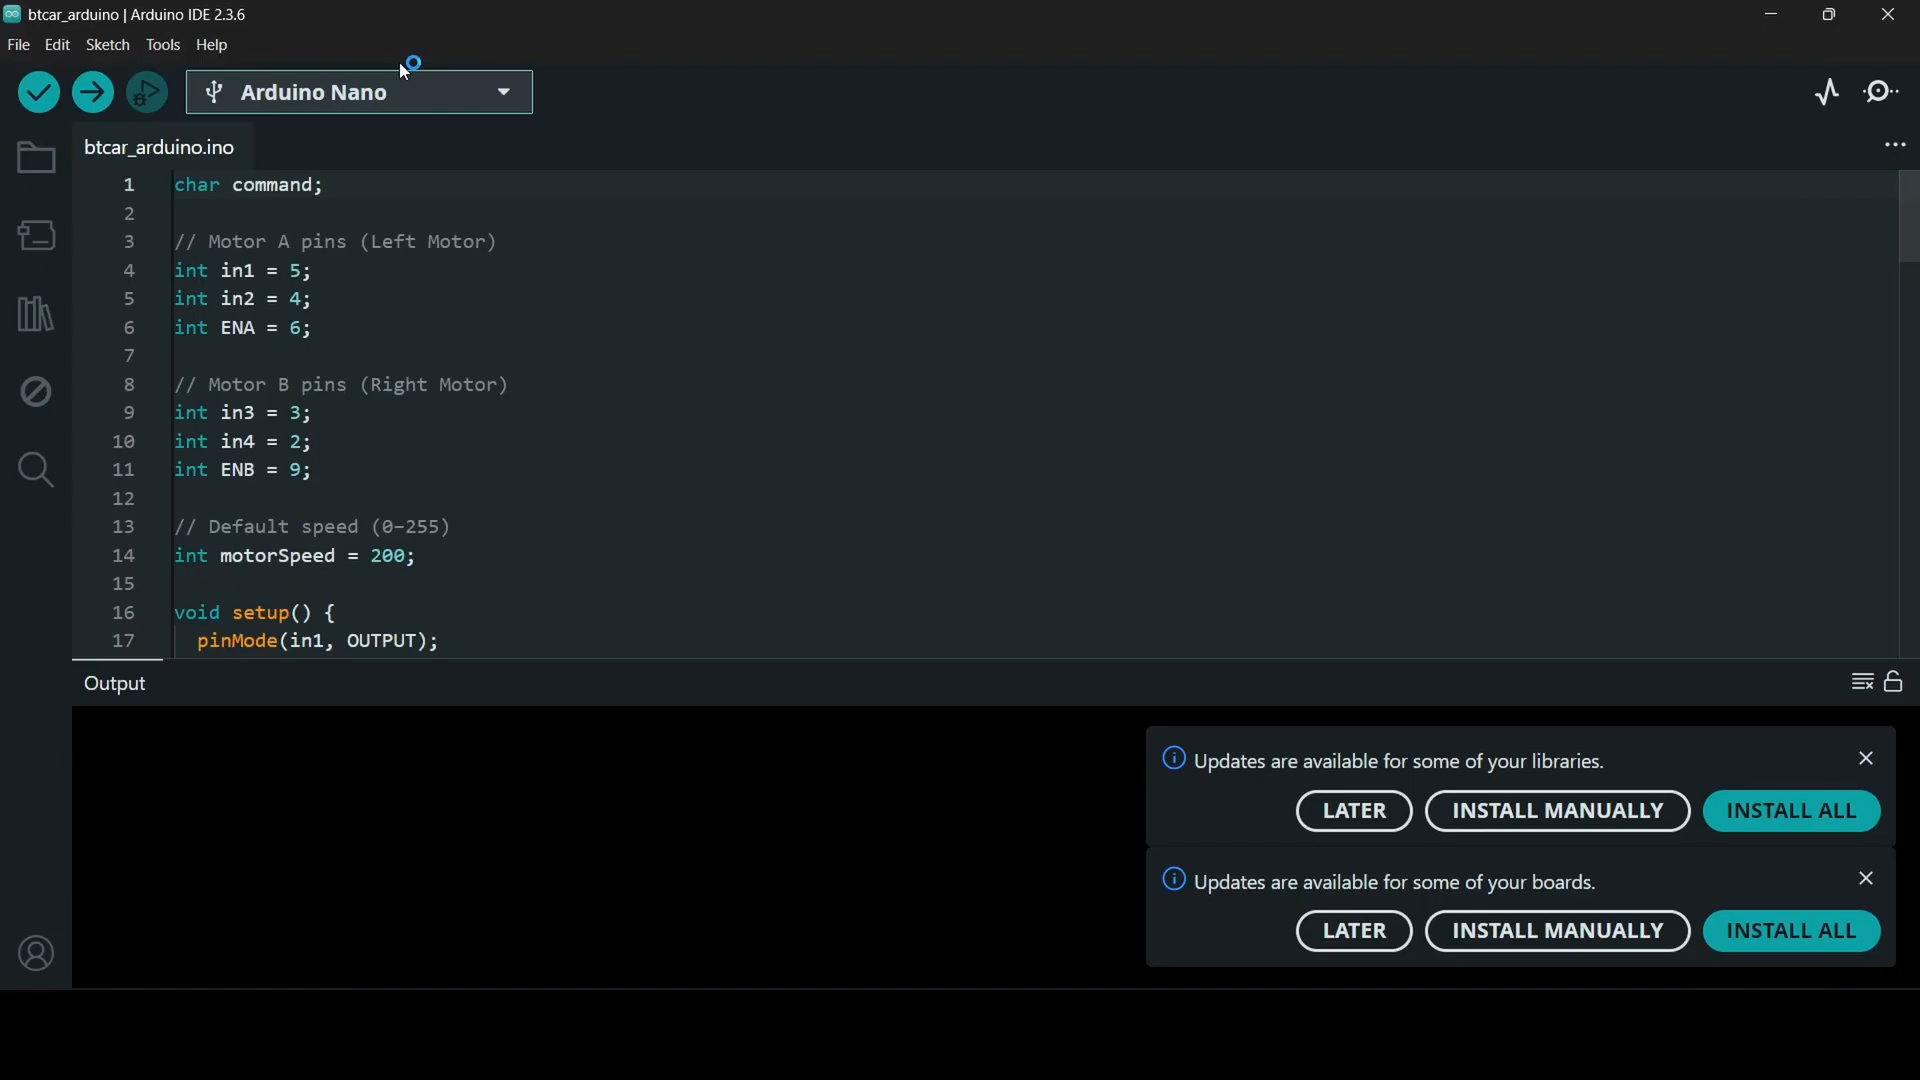 btcar_arduino | Arduino IDE 2.3.6
File Edit Sketch Tools Help
Arduino Nano
btcar_arduino.ino
1 char command;
2
3 // Motor A pins (Left Motor)
4 int in1 = 5;
5 int in2 = 4;
6 int ENA = 6;
7
8 // Motor B pins (Right Motor)
9 int in3 = 3;
10 int in4 = 2;
11 int ENB = 9;
12
13 // Default speed (0-255)
14 int motorSpeed = 200;
15
16 void setup() {
17 pinMode(in1, OUTPUT);
Output
Updates are available for some of your libraries.
LATER INSTALL MANUALLY INSTALL ALL
Updates are available for some of your boards.
LATER INSTALL MANUALLY INSTALL ALL